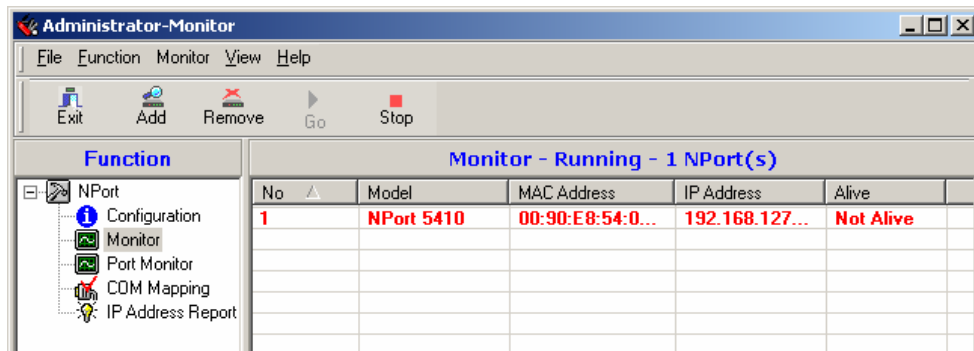 Administrator-Monitor
File Function Monitor View Help
Exit Add Remove Go Stop
Function
NPort
Configuration
Monitor
Port Monitor
COM Mapping
IP Address Report
Monitor - Running - 1 NPort(s)
No Model MAC Address IP Address Alive
1 NPort 5410 00:90:E8:54:0... 192.168.127... Not Alive